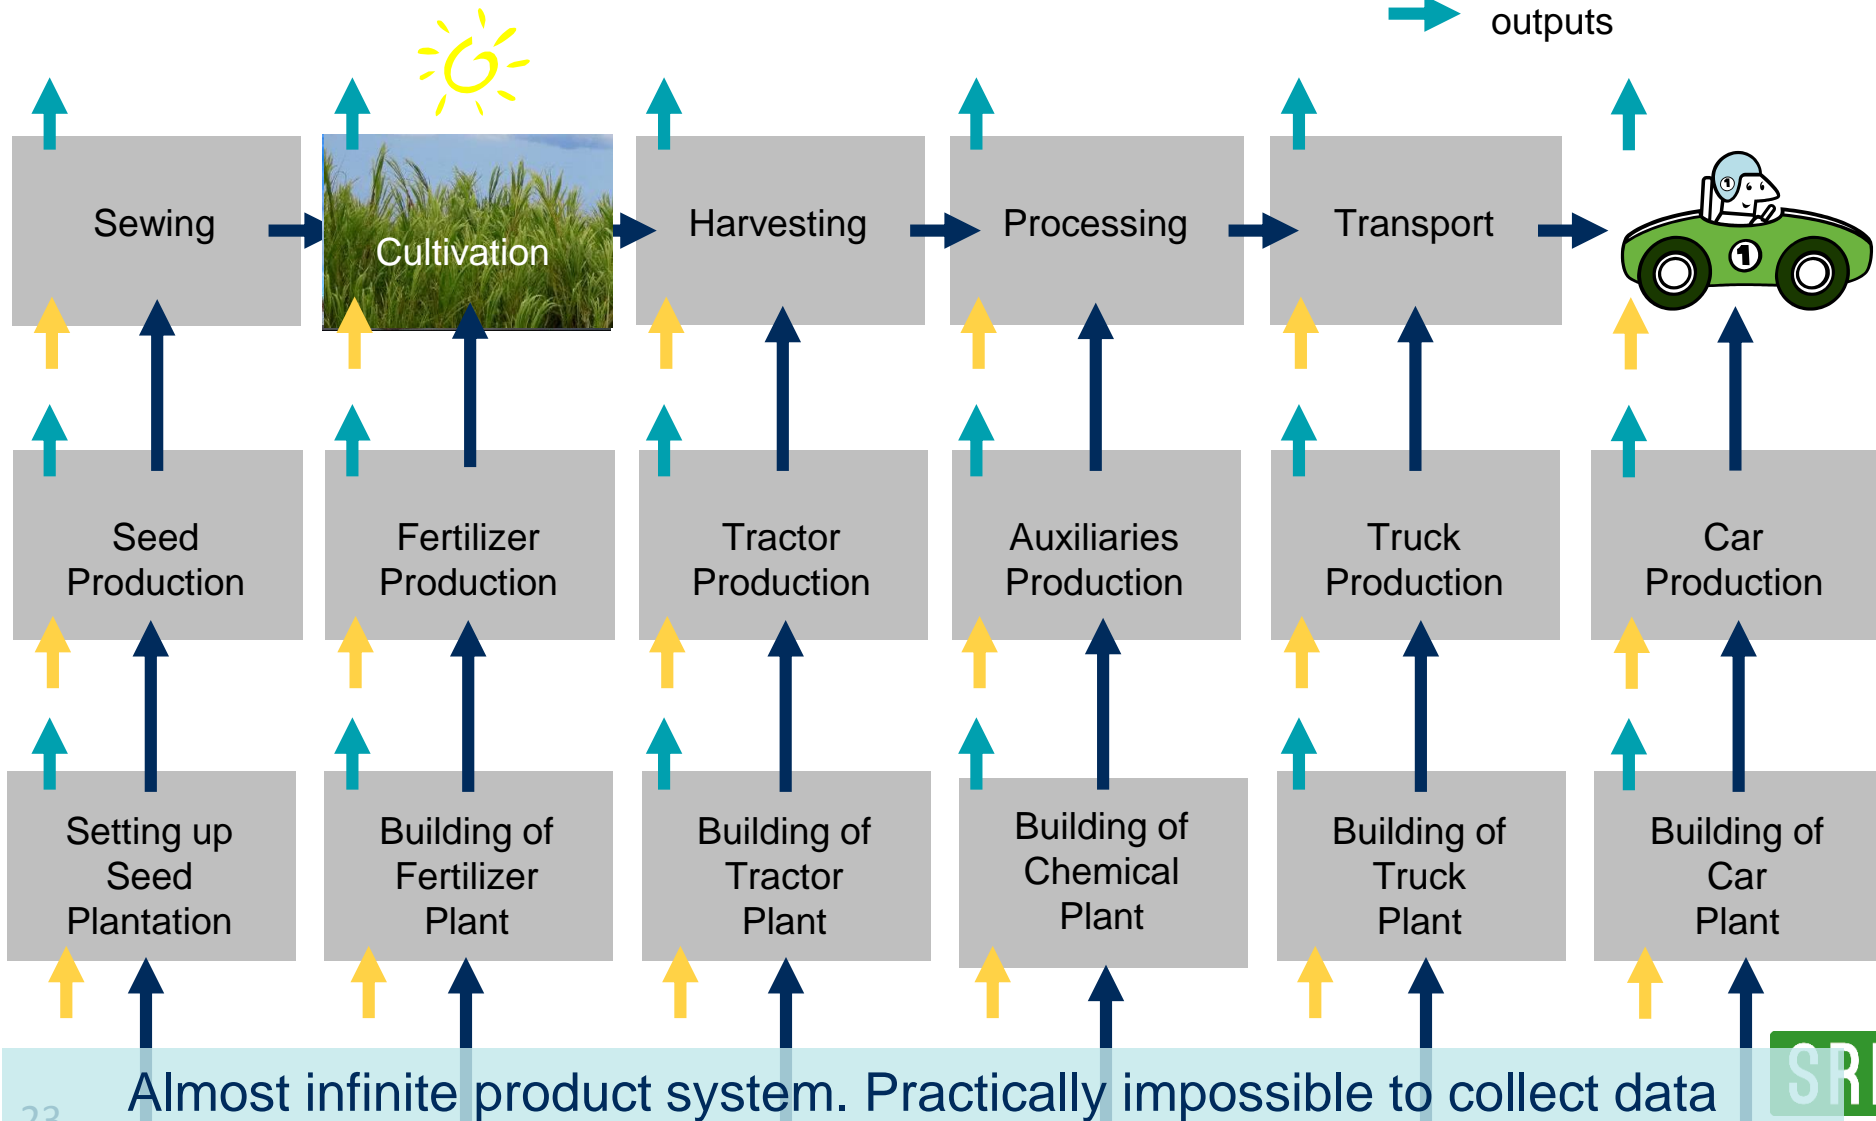 outputs
Sewing
Cultivation
Harvesting
Processing
Transport
1
1
Seed
Production
Fertilizer
Production
Tractor
Production
Auxiliaries
Production
Truck
Production
Car
Production
Setting up
Seed
Plantation
Building of
Fertilizer
Plant
Building of
Tractor
Plant
Building of
Chemical
Plant
Building of
Truck
Plant
Building of
Car
Plant
Almost infinite product system. Practically impossible to collect data
23